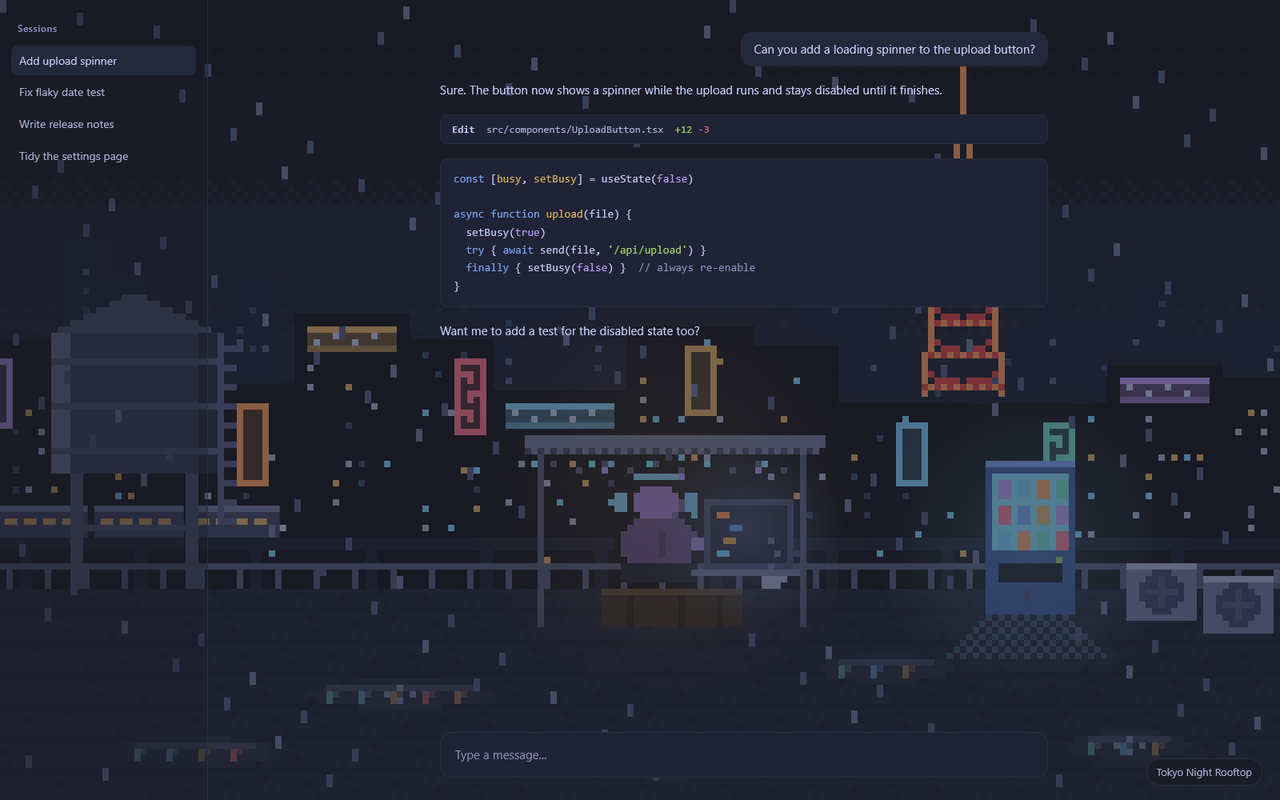 Sessions
Add upload spinner
Fix flaky date test
Write release notes
Tidy the settings page
Can you add a loading spinner to the upload button?
Sure. The button now shows a spinner while the upload runs and stays disabled until it finishes.
Edit src/components/UploadButton.tsx +12 -3
const [busy, setBusy] = useState(false)
async function upload(file) {
setBusy(true)
try { await send(file, '/api/upload') }
finally { setBusy(false) } // always re-enable
}
Want me to add a test for the disabled state too?
Type a message...
Tokyo Night Rooftop